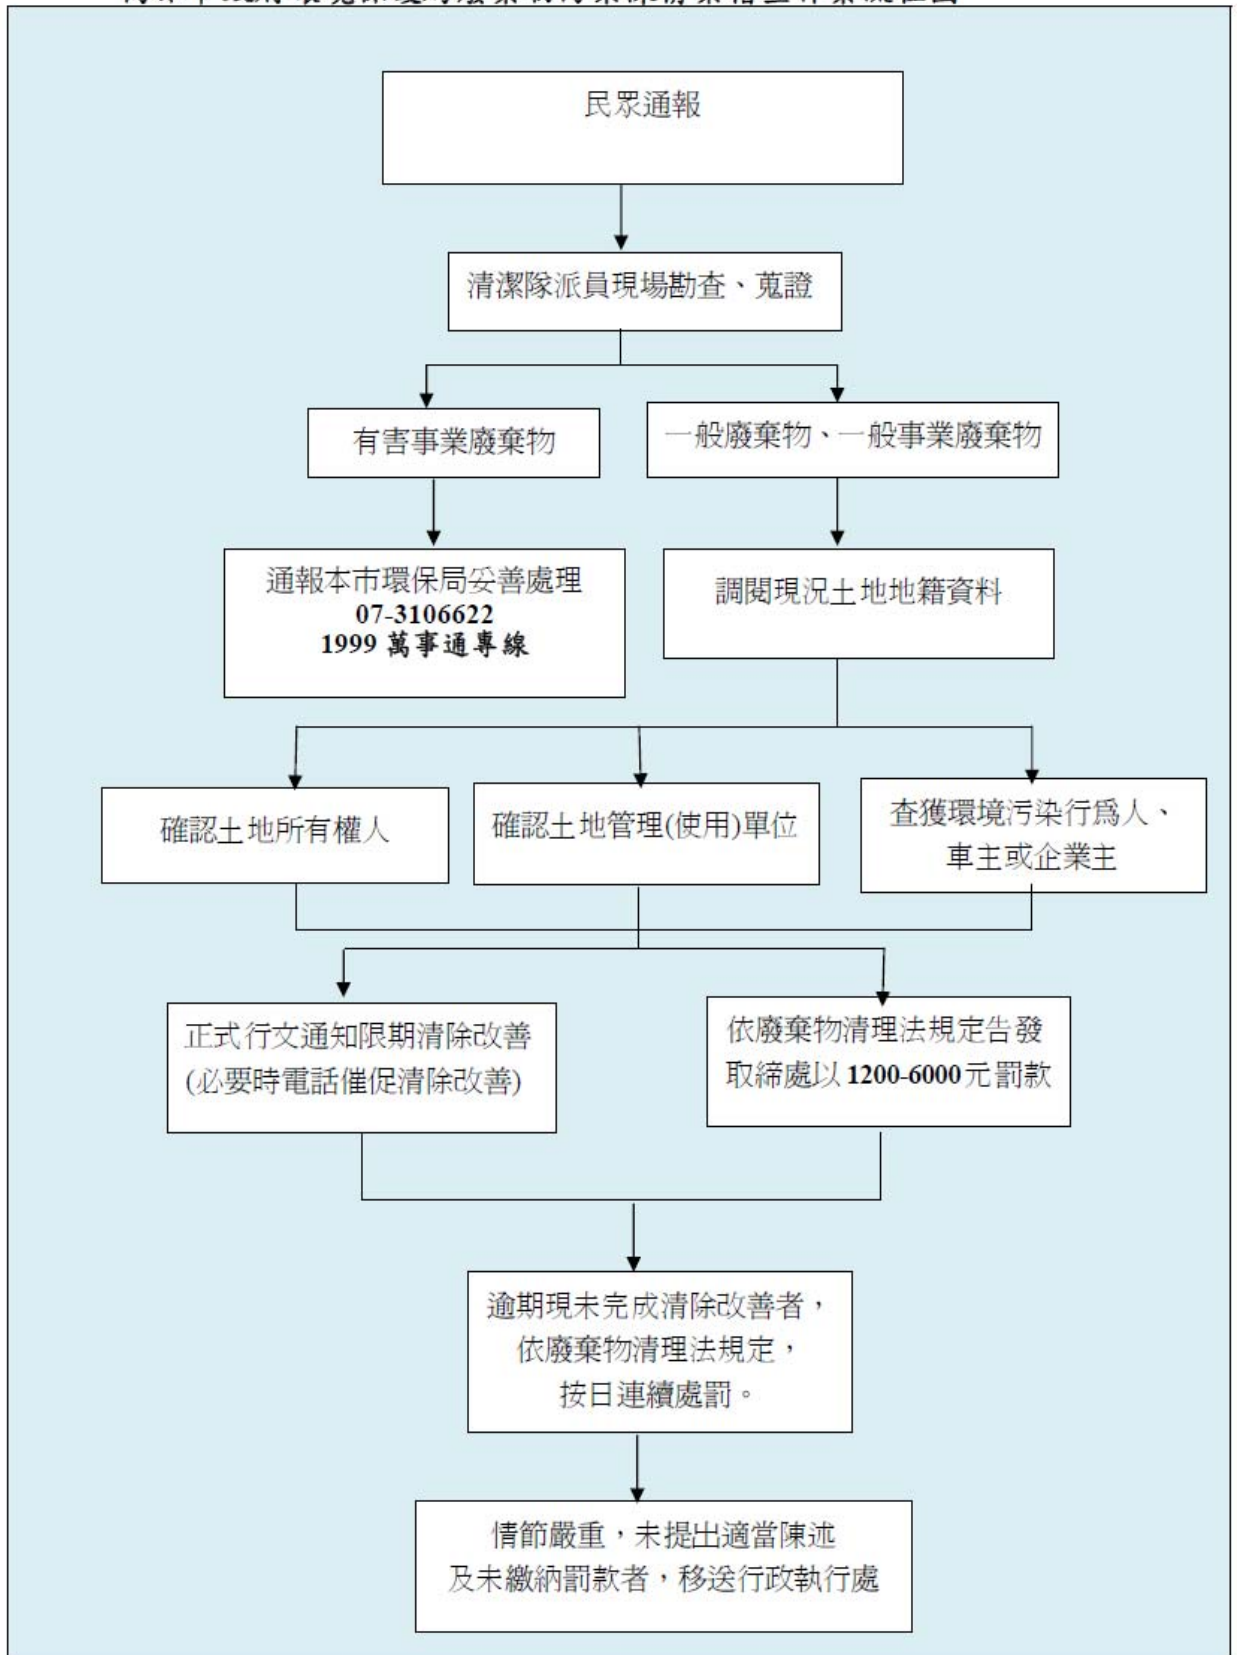 民眾通報
清潔隊派員現場勘查、蒐證
有害事業廢棄物
一般廢棄物、一般事業廢棄物
通報本市環保局妥善處理
07-3106622
1999 萬事通專線
調閱現況土地地籍資料
確認土地所有權人
確認土地管理(使用)單位
查獲環境污染行為人、
車主或企業主
正式行文通知限期清除改善
(必要時電話催促清除改善)
依廢棄物清理法規定告發
取締處以 1200-6000 元罰款
逾期現未完成清除改善者，
依廢棄物清理法規定，
按日連續處罰。
情節嚴重，未提出適當陳述
及未繳納罰款者，移送行政執行處